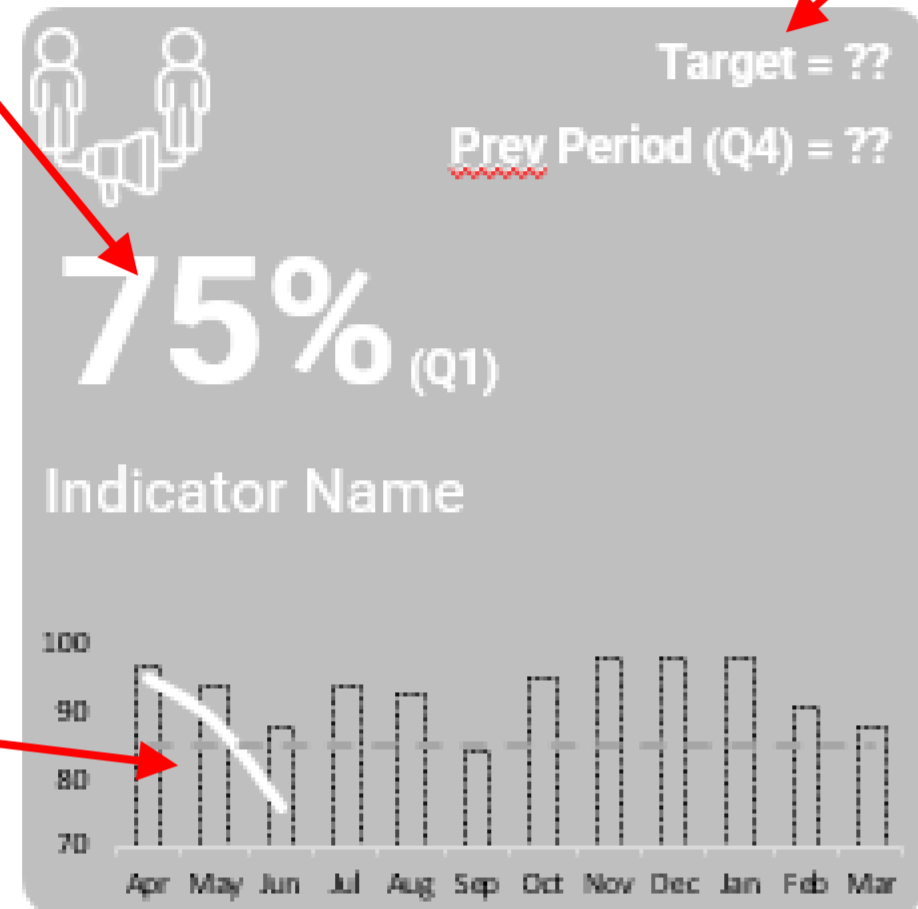 Target = ??
Prev Period (Q4) = ??
75% (Q1)
Indicator Name
100
90
80
70
Apr May Jun Jul Aug Sep Oct Nov Dec Jan Feb Mar